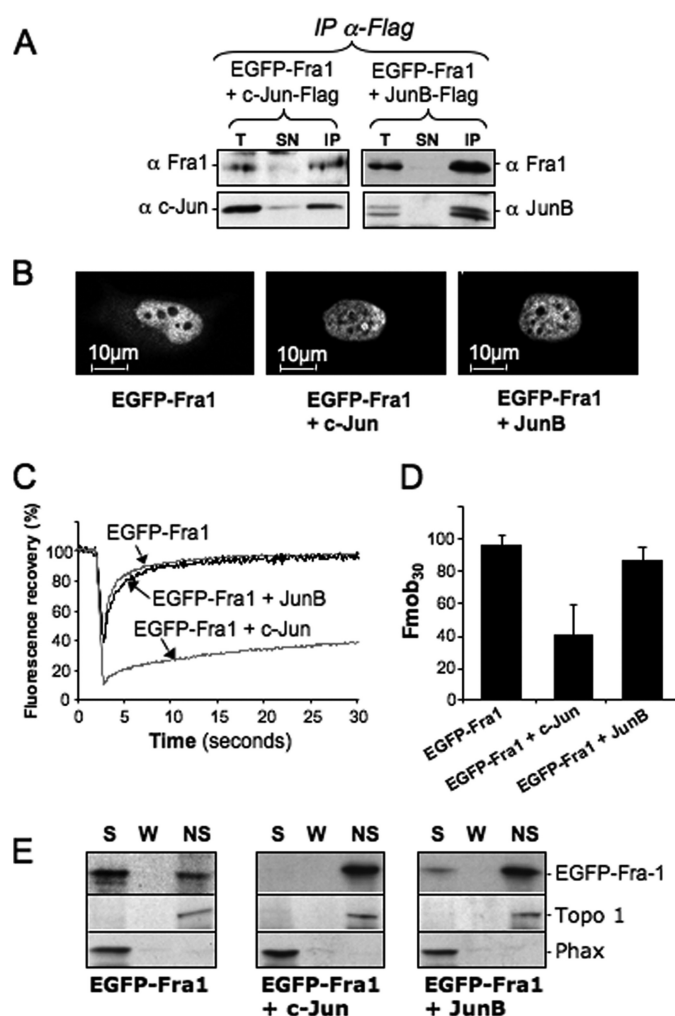 A
IP α-Flag
EGFP-Fra1
+ c-Jun-Flag
EGFP-Fra1
+ JunB-Flag
T SN IP T SN IP
α Fra1
α Fra1
α c-Jun
α JunB
B
10µm
10µm
10µm
EGFP-Fra1
EGFP-Fra1
+ c-Jun
EGFP-Fra1
+ JunB
C
Fluorescence recovery (%)
100
80
60
40
20
0
EGFP-Fra1
EGFP-Fra1 + JunB
EGFP-Fra1 + c-Jun
0 5 10 15 20 25 30
Time (seconds)
D
Fmob30
100
80
60
40
20
0
EGFP-Fra1
EGFP-Fra1 + c-Jun
EGFP-Fra1 + JunB
E
S W NS S W NS S W NS
EGFP-Fra-1
Topo 1
Phax
EGFP-Fra1
EGFP-Fra1
+ c-Jun
EGFP-Fra1
+ JunB